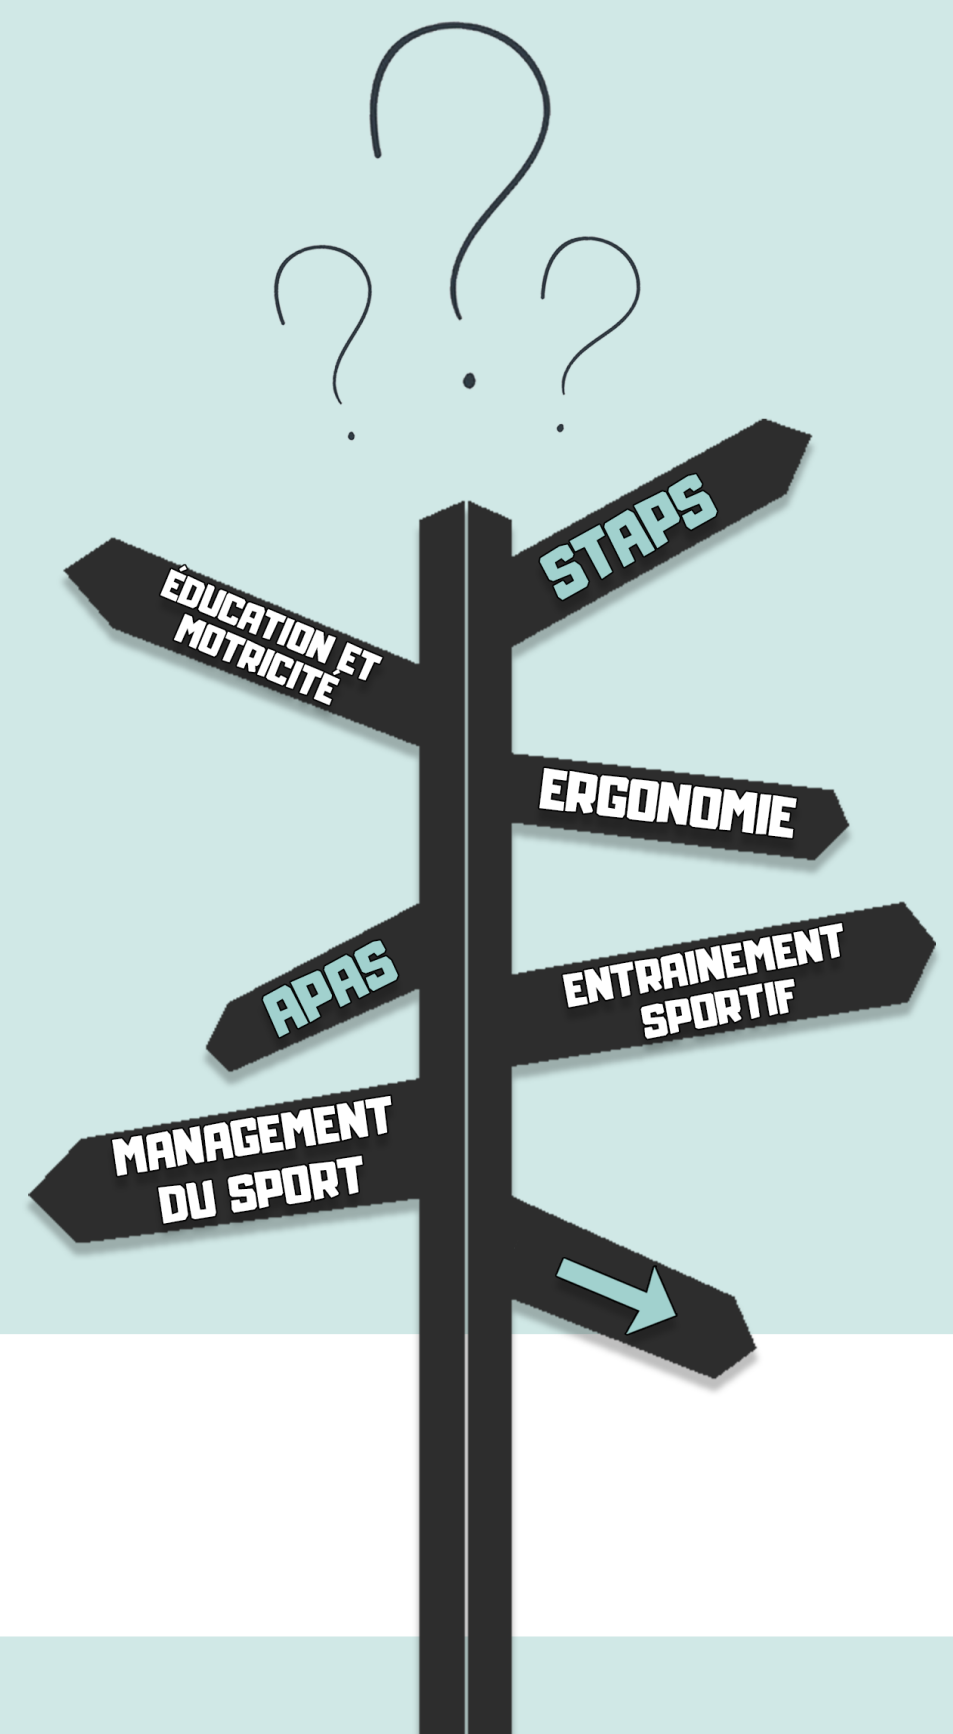 ?
? ?
STAPS
ÉDUCATION ET
MOTRICITÉ
ERGONOMIE
ENTRAINEMENT
SPORTIF
APAS
MANAGEMENT
DU SPORT